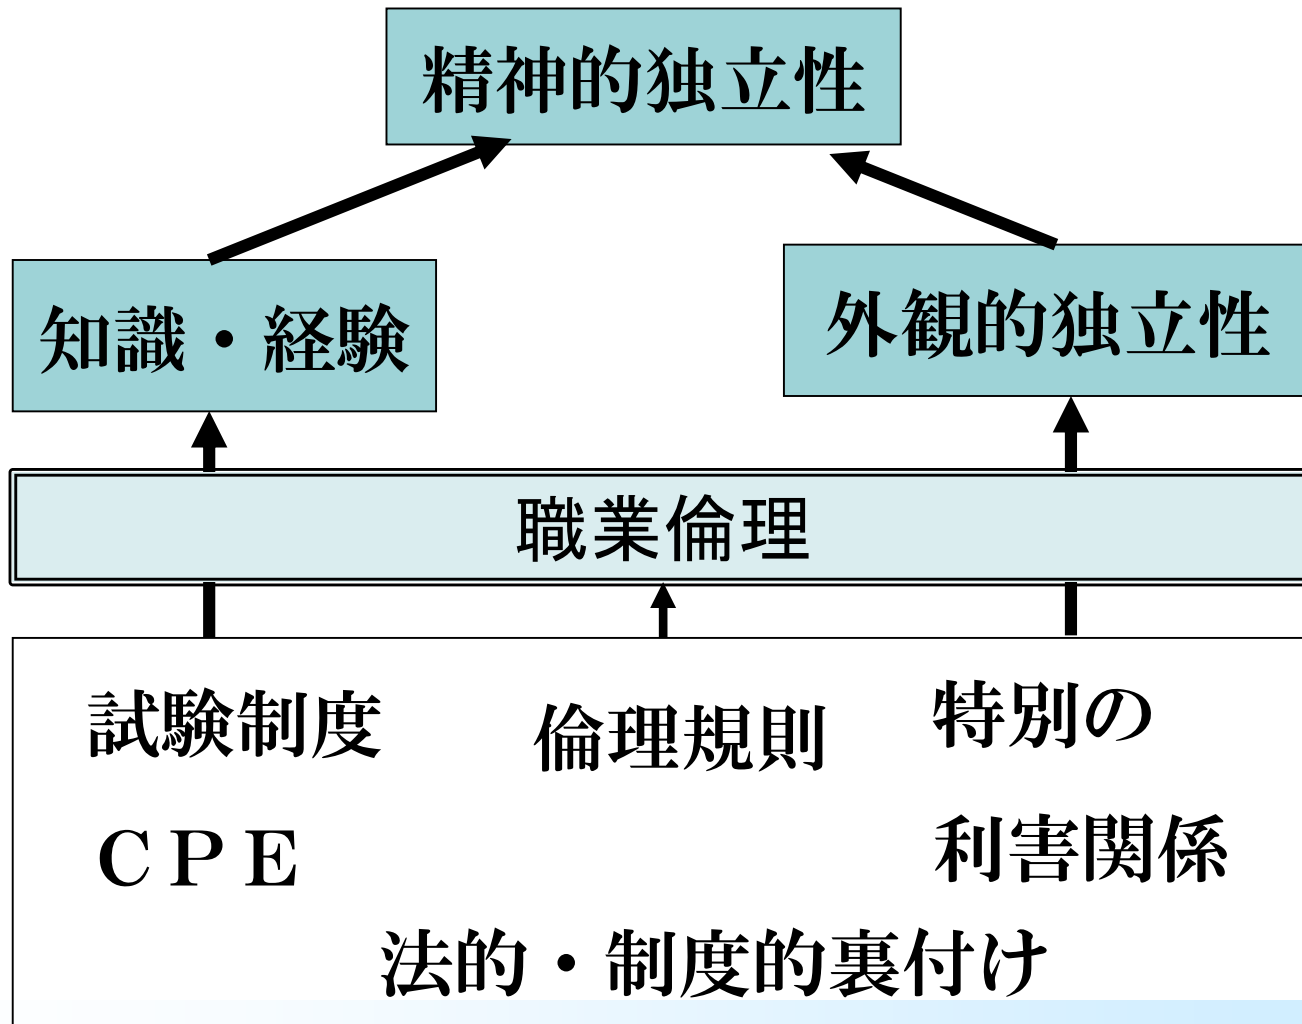 精神的独立性
知識・経験
外観的独立性
職業倫理
試験制度
ＣＰＥ
倫理規則
特別の
利害関係
法的・制度的裏付け